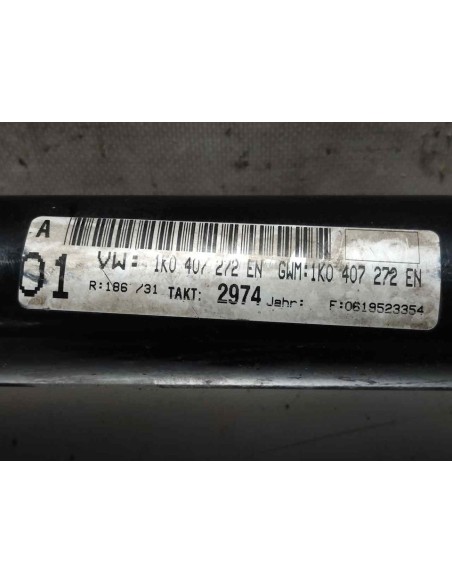 A
01 VW: 1K0 407 272 EN GWM:1K0 407 272 EN
R:186 /31 TAKT: 2974 Jahr: F:0619523354